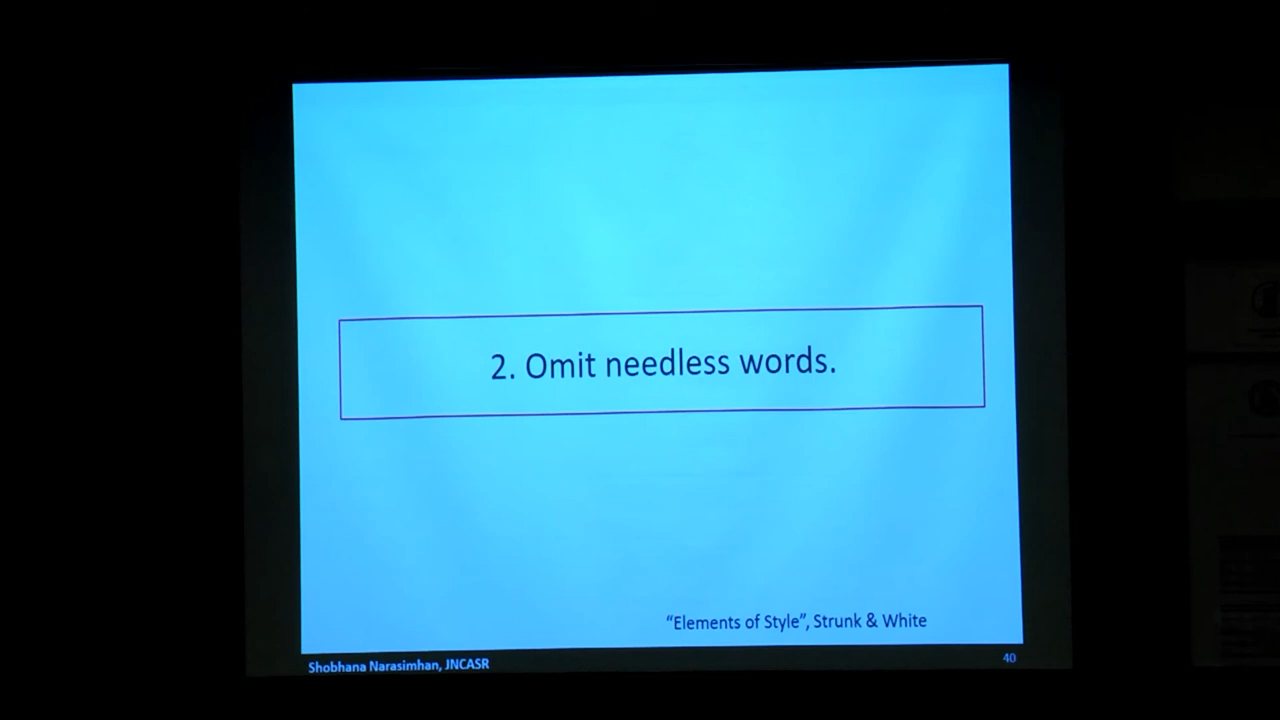 2. Omit needless words.
“Elements of Style”, Strunk & White
Shobhana Narasimhan, JNCASR
40